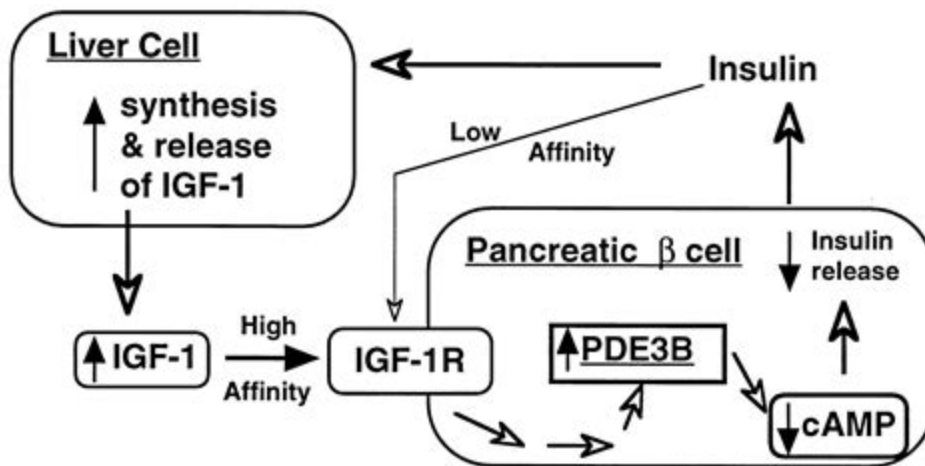 Liver Cell
synthesis
& release
of IGF-1
Insulin
Low
Affinity
Pancreatic β cell
Insulin
release
IGF-1
High
Affinity
IGF-1R
PDE3B
cAMP